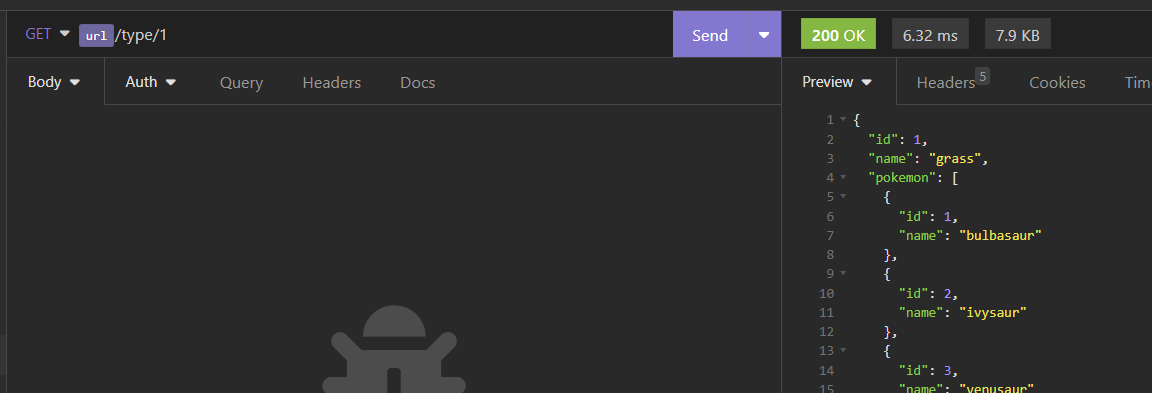 GET url/type/1 Send 200 OK 6.32 ms 7.9 KB
Body Auth Query Headers Docs Preview Headers 5 Cookies Tim
1 {
2 "id": 1,
3 "name": "grass",
4 "pokemon": [
5 {
6 "id": 1,
7 "name": "bulbasaur"
8 },
9 {
10 "id": 2,
11 "name": "ivysaur"
12 },
13 {
14 "id": 3,
15 "name": "venusaur"